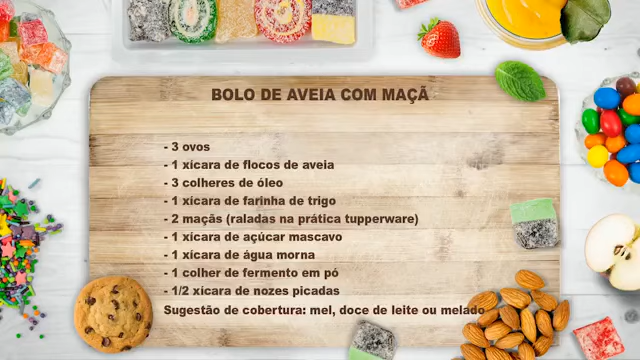 BOLO DE AVEIA COM MAÇÃ
- 3 ovos
- 1 xícara de flocos de aveia
- 3 colheres de óleo
- 1 xícara de farinha de trigo
- 2 maçãs (raladas na prática tupperware)
- 1 xícara de açúcar mascavo
- 1 xícara de água morna
- 1 colher de fermento em pó
- 1/2 xícara de nozes picadas
Sugestão de cobertura: mel, doce de leite ou melado